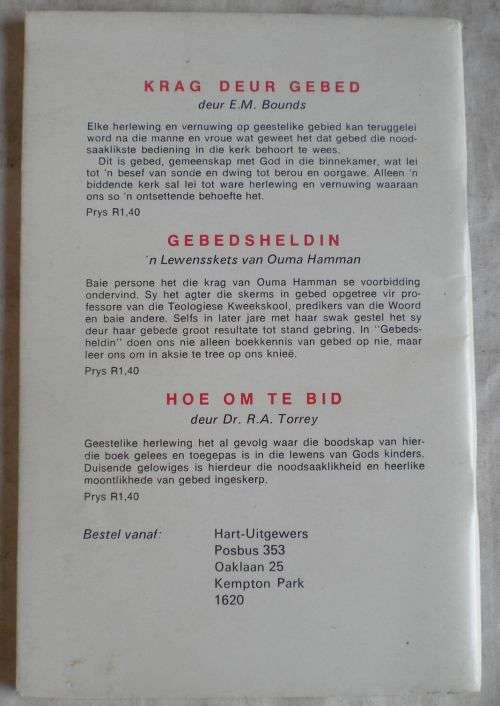 KRAG DEUR GEBED
deur E.M. Bounds
Elke herlewing en vernuwing op geestelike gebied kan teruggelei
word na die manne en vroue wat geweet het dat gebed die nood-
saaklikste bediening in die kerk behoort te wees.
Dit is gebed, gemeenskap met God in die binnekamer, wat lei
tot 'n besef van sonde en dwing tot berou en oorgawe. Alleen 'n
biddende kerk sal lei tot ware herlewing en vernuwing waaraan
ons so 'n ontsettende behoefte het.
Prys R1,40
GEBEDSHELDIN
'n Lewensskets van Ouma Hamman
Baie persone het die krag van Ouma Hamman se voorbidding
ondervind. Sy het agter die skerms in gebed opgetree vir pro-
fessore van die Teologiese Kweekskool, predikers van die Woord
en baie andere. Selfs in later jare met haar swak gestel het sy
deur haar gebede groot resultate tot stand gebring. In "Gebeds-
heldin" doen ons nie alleen boekkennis van gebed op nie, maar
leer ons om in aksie te tree op ons knieë.
Prys R1,40
HOE OM TE BID
deur Dr. R.A. Torrey
Geestelike herlewing het al gevolg waar die boodskap van hier-
die boek gelees en toegepas is in die lewens van Gods kinders.
Duisende gelowiges is hierdeur die noodsaaklikheid en heerlike
moontlikhede van gebed ingeskerp.
Prys R1,40
Bestel vanaf: Hart-Uitgewers
Posbus 353
Oaklaan 25
Kempton Park
1620